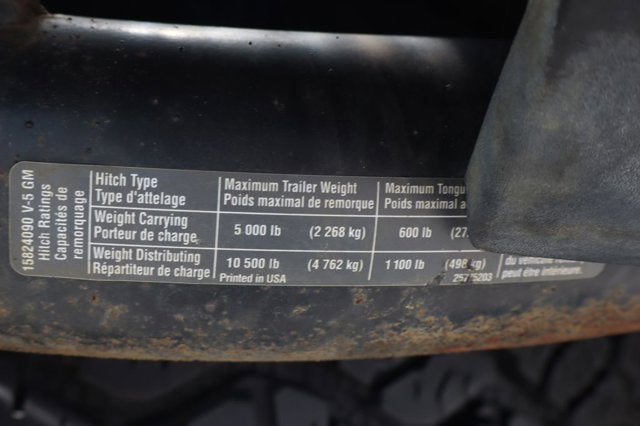 15824090 V-5 GM
Hitch Ratings
Capacités de
remorquage
Hitch Type
Type d'attelage
Maximum Trailer Weight
Poids maximal de remorque
Maximum
Poids maximal
Weight Carrying
Porteur de charge
5 000 lb (2 268 kg)
600 lb
Weight Distributing
Répartiteur de charge
10 500 lb (4 762 kg)
1 100 lb (498 kg)
Printed in USA
du
peut être inférieure.